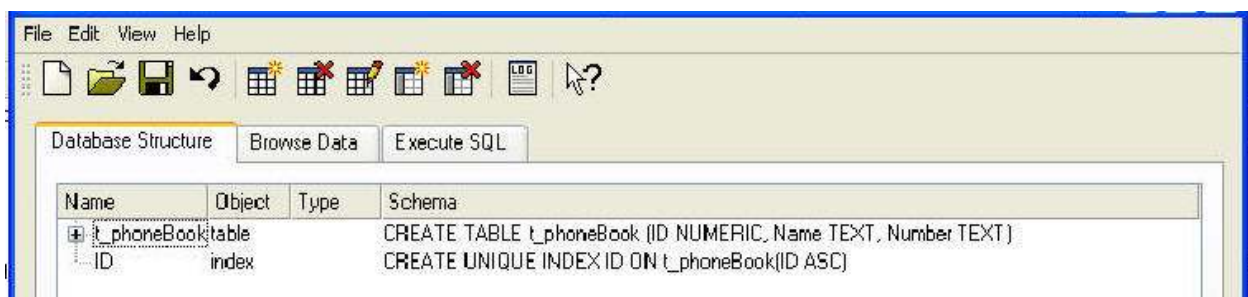 File Edit View Help
LOG
Database Structure Browse Data Execute SQL
Name Object Type Schema
t_phoneBook table CREATE TABLE t_phoneBook (ID NUMERIC, Name TEXT, Number TEXT)
ID index CREATE UNIQUE INDEX ID ON t_phoneBook(ID ASC)